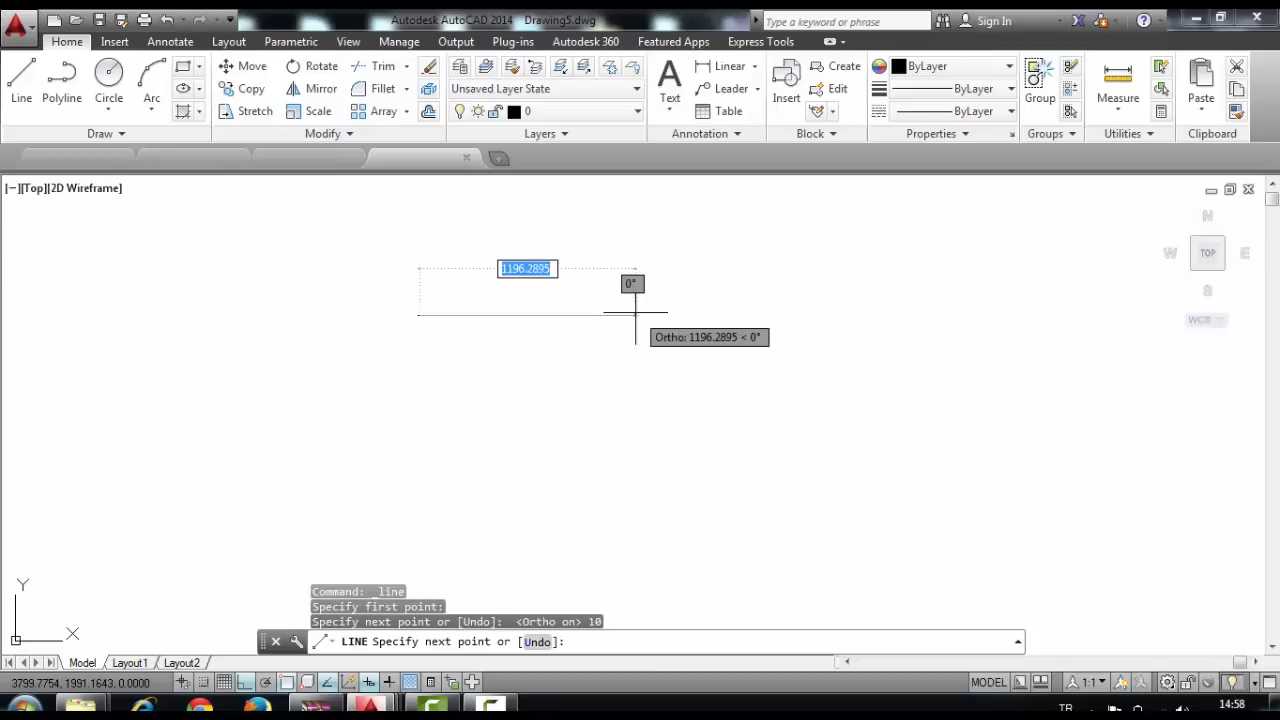 Autodesk AutoCAD 2014 Drawing5.dwg
Type a keyword or phrase
Sign In
Home Insert Annotate Layout Parametric View Manage Output Plug-ins Autodesk 360 Featured Apps Express Tools
Line Polyline Circle Arc
Move Rotate Trim
Copy Mirror Fillet
Stretch Scale Array
Unsaved Layer State
0
Text
Linear
Leader
Table
Insert
Create
Edit
ByLayer
ByLayer
ByLayer
Group
Measure
Paste
Draw Modify Layers Annotation Block Properties Groups Utilities Clipboard
[−][Top][2D Wireframe]
N
W TOP E
S
WCS
1196.2895
0°
Ortho: 1196.2895 < 0°
Y
X
Command: _line
Specify first point:
Specify next point or [Undo]: <Ortho on> 10
LINE Specify next point or [Undo]:
Model Layout1 Layout2
3799.7754, 1991.1643, 0.0000
MODEL
1:1
TR
14:58